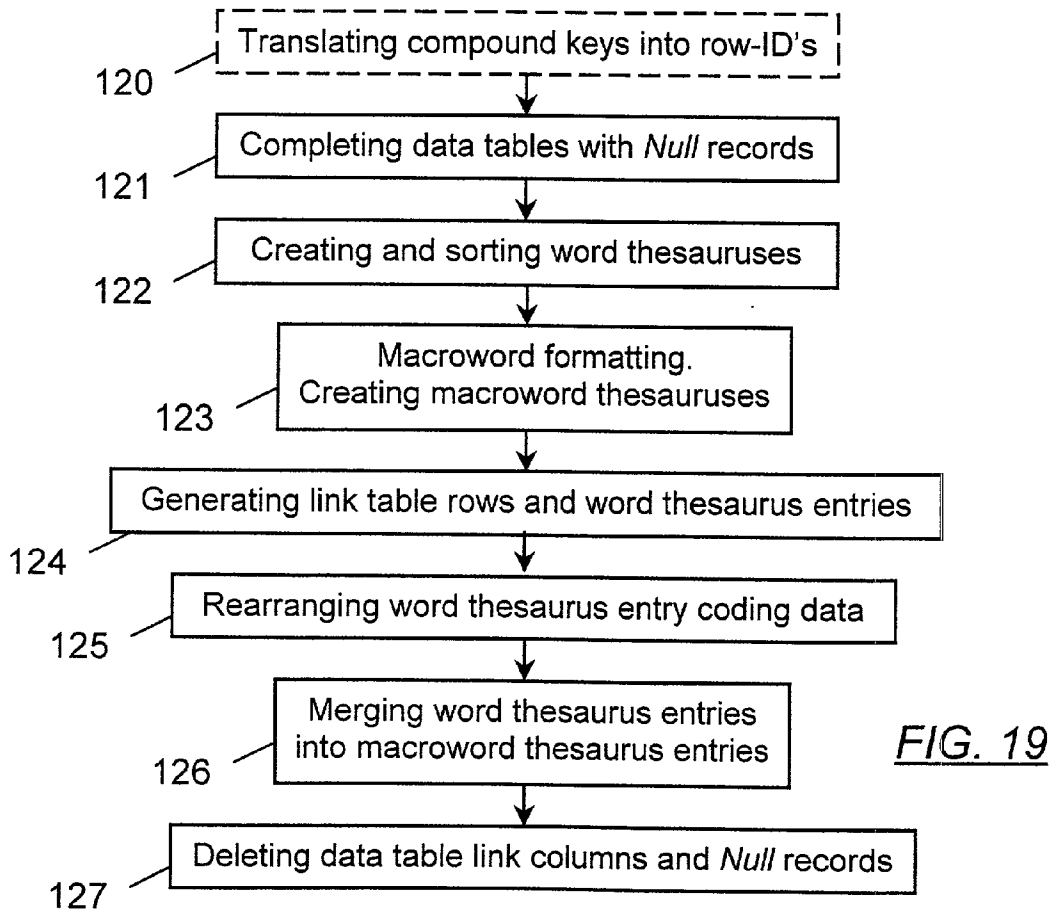 Translating compound keys into row-ID's
120
Completing data tables with Null records
121
Creating and sorting word thesauruses
122
Macroword formatting.
Creating macroword thesauruses
123
Generating link table rows and word thesaurus entries
124
Rearranging word thesaurus entry coding data
125
Merging word thesaurus entries
into macroword thesaurus entries
126
FIG. 19
Deleting data table link columns and Null records
127